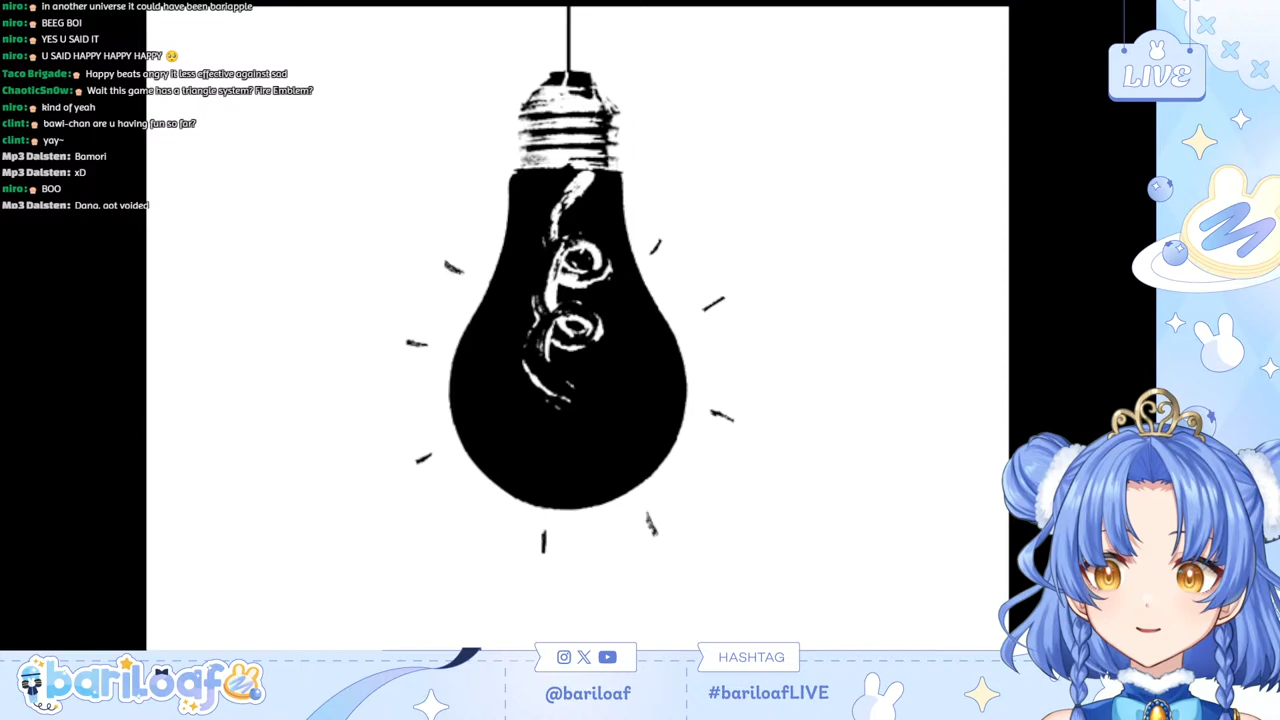 niro: in another universe it could have been bariapple
niro: BEEG BOI
niro: YES U SAID IT
niro: U SAID HAPPY HAPPY HAPPY 🥺
Taco Brigade: Happy beats angry it less effective against sad
ChaoticSn0w: Wait this game has a triangle system? Fire Emblem?
niro: kind of yeah
clint: bawi-chan are u having fun so far?
clint: yay~
Mp3 Dalsten: Bamori
Mp3 Dalsten: xD
niro: BOO
Mp3 Dalsten: Dang, got voided
LIVE
bariloaf
@bariloaf
HASHTAG
#bariloafLIVE